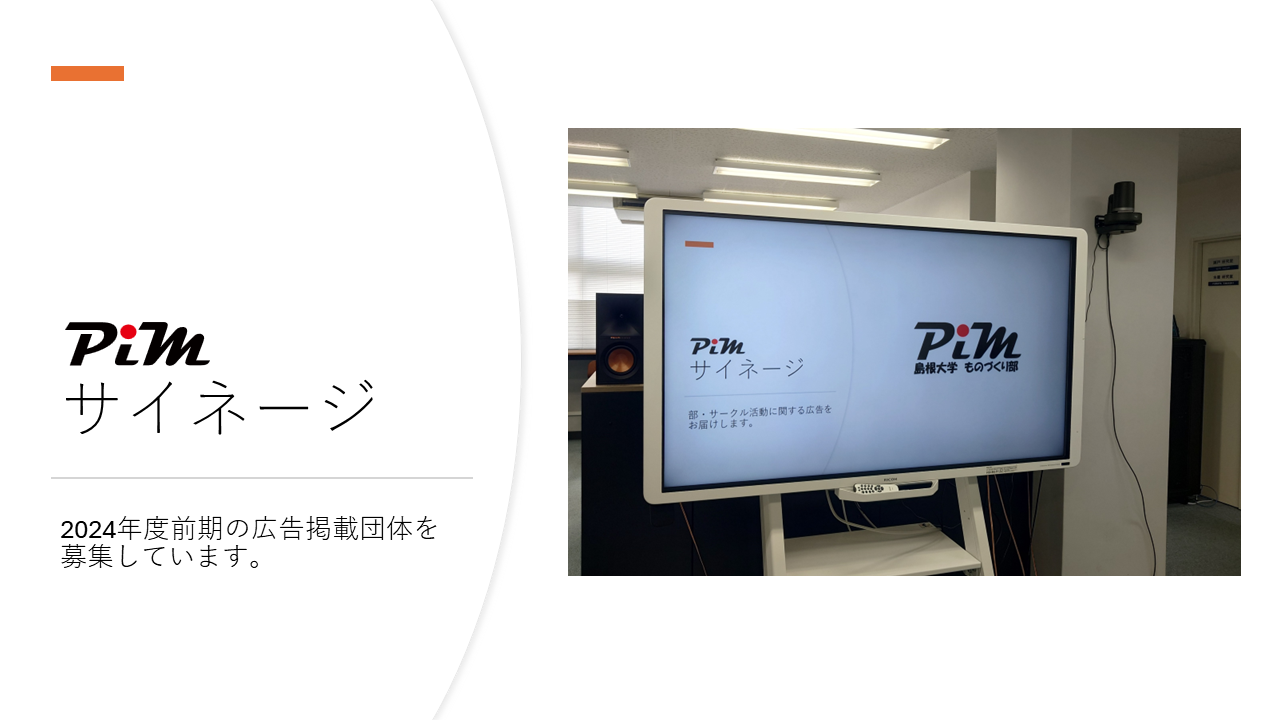 PiM
サイネージ
2024年度前期の広告掲載団体を
募集しています。
PiM
サイネージ
部・サークル活動に関する広告を
お届けします。
PiM
島根大学 ものづくり部